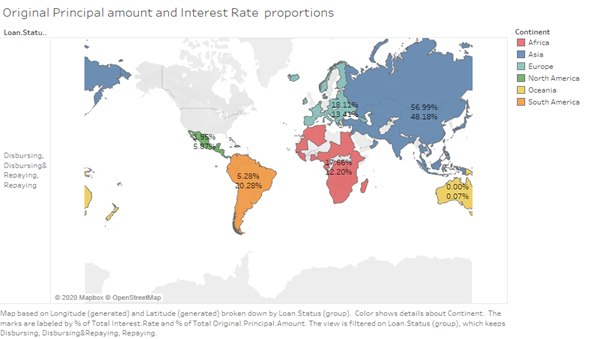 Original Principal amount and Interest Rate proportions
Loan.Statu..
Disbursing,
Disbursing&
Repaying,
Repaying
1.95%
5.87%
5.28%
20.28%
18.12%
13.41%
17.66%
12.20%
56.99%
48.18%
0.00%
0.07%
Continent
Africa
Asia
Europe
North America
Oceania
South America
© 2020 Mapbox © OpenStreetMap
Map based on Longitude (generated) and Latitude (generated) broken down by Loan.Status (group). Color shows details about Continent. The
marks are labeled by % of Total Interest.Rate and % of Total Original.Principal.Amount. The view is filtered on Loan.Status (group), which keeps
Disbursing, Disbursing&Repaying, Repaying.